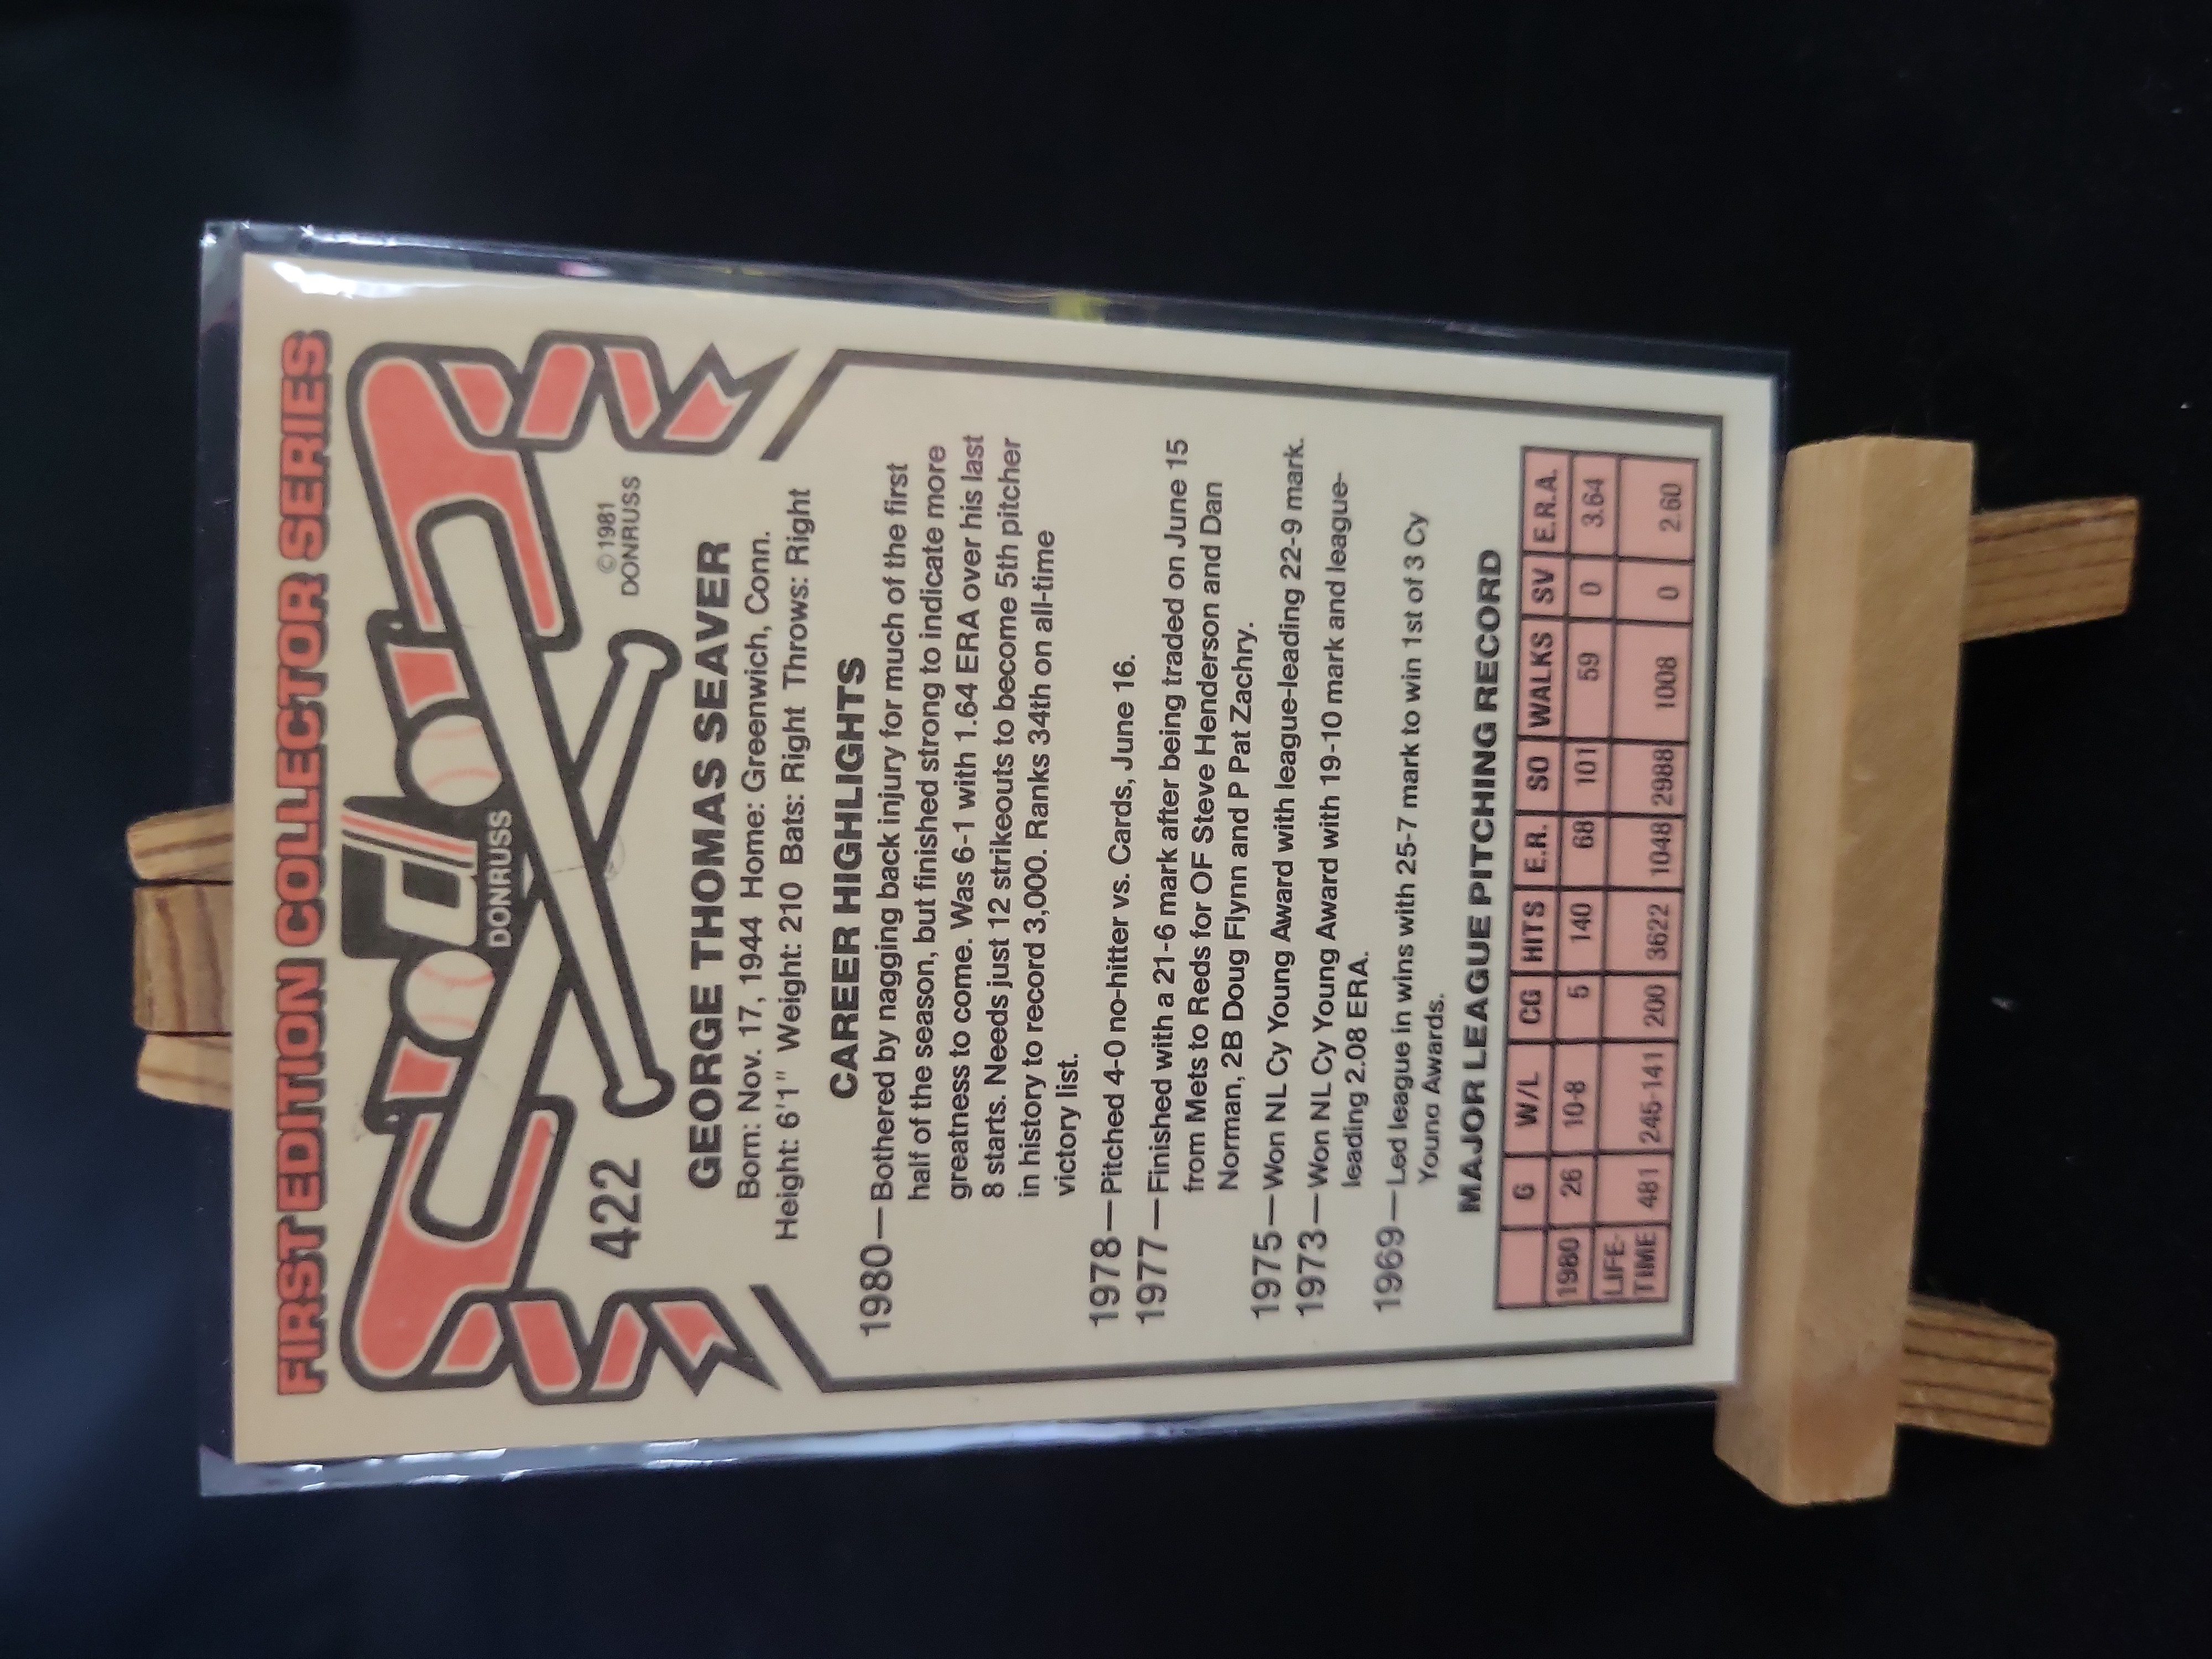 FIRST EDITION COLLECTOR SERIES
DONRUSS
422
©1981
DONRUSS
GEORGE THOMAS SEAVER
Born: Nov. 17, 1944 Home: Greenwich, Conn.
Height: 6'1" Weight: 210 Bats: Right Throws: Right
CAREER HIGHLIGHTS
1980—Bothered by nagging back injury for much of the first
half of the season, but finished strong to indicate more
greatness to come. Was 6-1 with 1.64 ERA over his last
8 starts. Needs just 12 strikeouts to become 5th pitcher
in history to record 3,000. Ranks 34th on all-time
victory list.
1978—Pitched 4-0 no-hitter vs. Cards, June 16.
1977—Finished with a 21-6 mark after being traded on June 15
from Mets to Reds for OF Steve Henderson and Dan
Norman, 2B Doug Flynn and P Pat Zachry.
1975—Won NL Cy Young Award with league-leading 22-9 mark.
1973—Won NL Cy Young Award with 19-10 mark and league-
leading 2.08 ERA.
1969—Led league in wins with 25-7 mark to win 1st of 3 Cy
Young Awards.
MAJOR LEAGUE PITCHING RECORD
G W/L CG HITS E.R. SO WALKS SV E.R.A.
1980 26 10-8 5 140 68 101 59 0 3.64
LIFE-
TIME 481 245-141 200 3622 1048 2988 1008 0 2.60